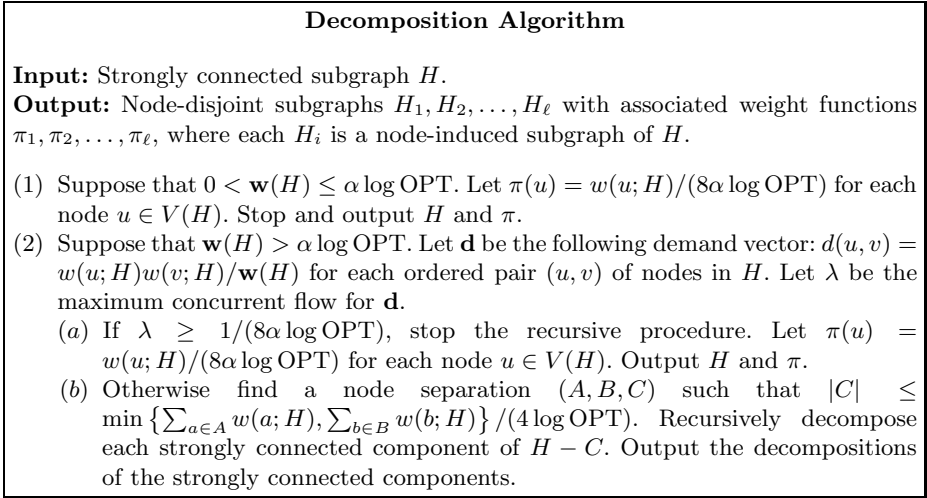 Decomposition Algorithm
Input: Strongly connected subgraph H.
Output: Node-disjoint subgraphs H₁, H₂, . . . , H_ℓ with associated weight functions
π₁, π₂, . . . , π_ℓ, where each H_i is a node-induced subgraph of H.
(1) Suppose that 0 < w(H) ≤ α log OPT. Let π(u) = w(u; H)/(8α log OPT) for each
node u ∈ V(H). Stop and output H and π.
(2) Suppose that w(H) > α log OPT. Let d be the following demand vector: d(u, v) =
w(u; H)w(v; H)/w(H) for each ordered pair (u, v) of nodes in H. Let λ be the
maximum concurrent flow for d.
(a) If λ ≥ 1/(8α log OPT), stop the recursive procedure. Let π(u) =
w(u; H)/(8α log OPT) for each node u ∈ V(H). Output H and π.
(b) Otherwise find a node separation (A, B, C) such that |C| ≤
min {∑_{a∈A} w(a; H), ∑_{b∈B} w(b; H)} /(4 log OPT). Recursively decompose
each strongly connected component of H − C. Output the decompositions
of the strongly connected components.